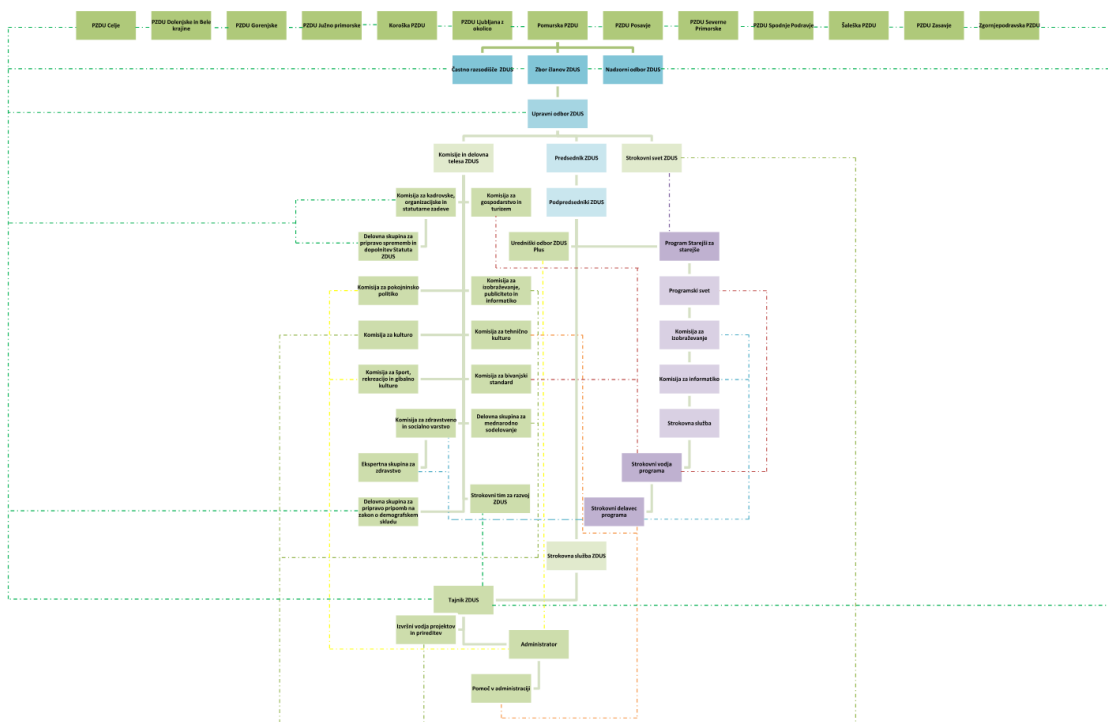 PZDU Celje
PZDU Dolenjske in Bele
krajine
PZDU Gorenjske
PZDU Južno primorske
Koroška PZDU
PZDU Ljubljana z
okolico
Pomurska PZDU
PZDU Posavje
PZDU Severno
Primorske
PZDU Spodnje Podravje
Šaleška PZDU
PZDU Zasavje
Zgornjepodravska PZDU
Častno razsodišče ZDUS
Zbor članov ZDUS
Nadzorni odbor ZDUS
Upravni odbor ZDUS
Komisije in delovna
telesa ZDUS
Predsednik ZDUS
Strokovni svet ZDUS
Komisija za kadrovske,
organizacijske in
statutarne zadeve
Komisija za
gospodarstvo in
turizem
Podpredsedniki ZDUS
Delovna skupina za
pripravo sprememb in
dopolnitev Statuta
ZDUS
Uredniški odbor ZDUS
Plus
Program Starejši za
starejše
Komisija za pokojninsko
politiko
Komisija za
izobraževanje,
publiciteto in
informatiko
Programski svet
Komisija za kulturo
Komisija za tehnično
kulturo
Komisija za
izobraževanje
Komisija za šport,
rekreacijo in gibalno
kulturo
Komisija za bivanjski
standard
Komisija za informatiko
Komisija za zdravstveno
in socialno varstvo
Delovna skupina za
mednarodno
sodelovanje
Strokovna služba
Ekspertna skupina za
zdravstvo
Strokovni vodja
programa
Delovna skupina za
pripravo pripomb na
zakon o demografskem
skladu
Strokovni tim za razvoj
ZDUS
Strokovni delavec
programa
Strokovna služba ZDUS
Tajnik ZDUS
Izvršni vodja projektov
in prireditev
Administrator
Pomoč v administraciji